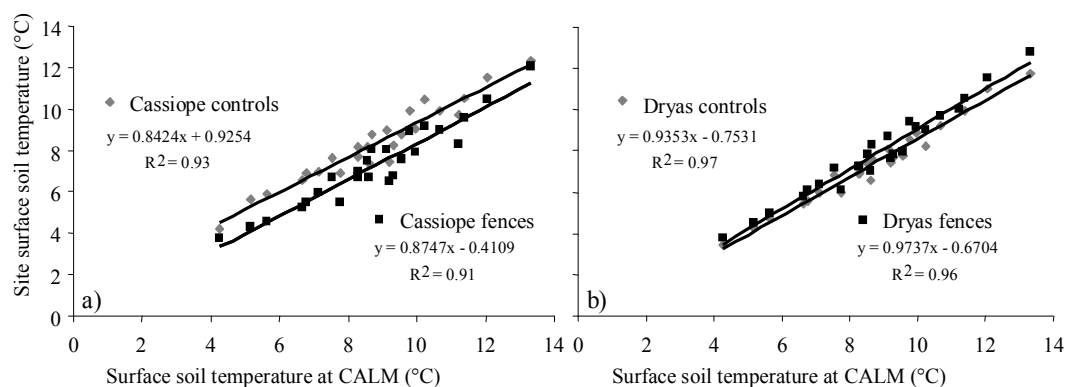 Site surface soil temperature (°C)
14
12
10
8
6
4
2
0
Cassiope controls
y = 0.8424x + 0.9254
R2 = 0.93
Cassiope fences
y = 0.8747x - 0.4109
R2 = 0.91
a)
0 2 4 6 8 10 12 14
Surface soil temperature at CALM (°C)
Dryas controls
y = 0.9353x - 0.7531
R2 = 0.97
Dryas fences
y = 0.9737x - 0.6704
R2 = 0.96
b)
0 2 4 6 8 10 12 14
Surface soil temperature at CALM (°C)